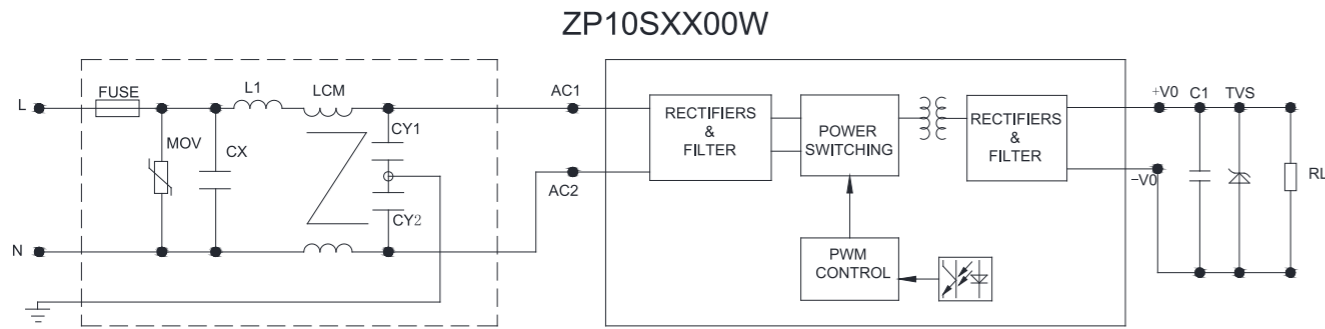 ZP10SXX00W
L
FUSE
L1
LCM
MOV
CX
CY1
CY2
N
AC1
AC2
RECTIFIERS
&
FILTER
POWER
SWITCHING
RECTIFIERS
&
FILTER
PWM
CONTROL
+V0
C1
TVS
−V0
RL